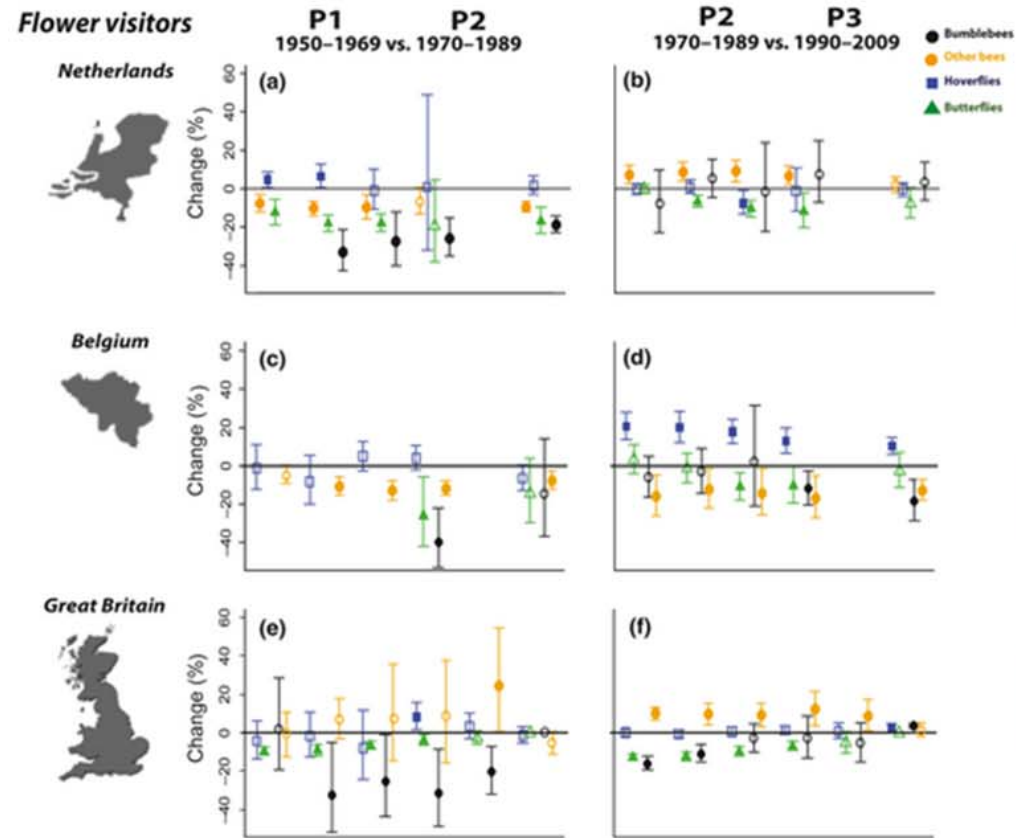 Flower visitors
P1 P2
1950–1969 vs. 1970–1989
P2 P3
1970–1989 vs. 1990–2009
Bumblebees
Other bees
Hoverflies
Butterflies
Netherlands
(a)
Change (%)
60
40
20
0
−20
−40
(b)
Belgium
(c)
Change (%)
60
40
20
0
−20
−40
(d)
Great Britain
(e)
Change (%)
60
40
20
0
−20
−40
(f)